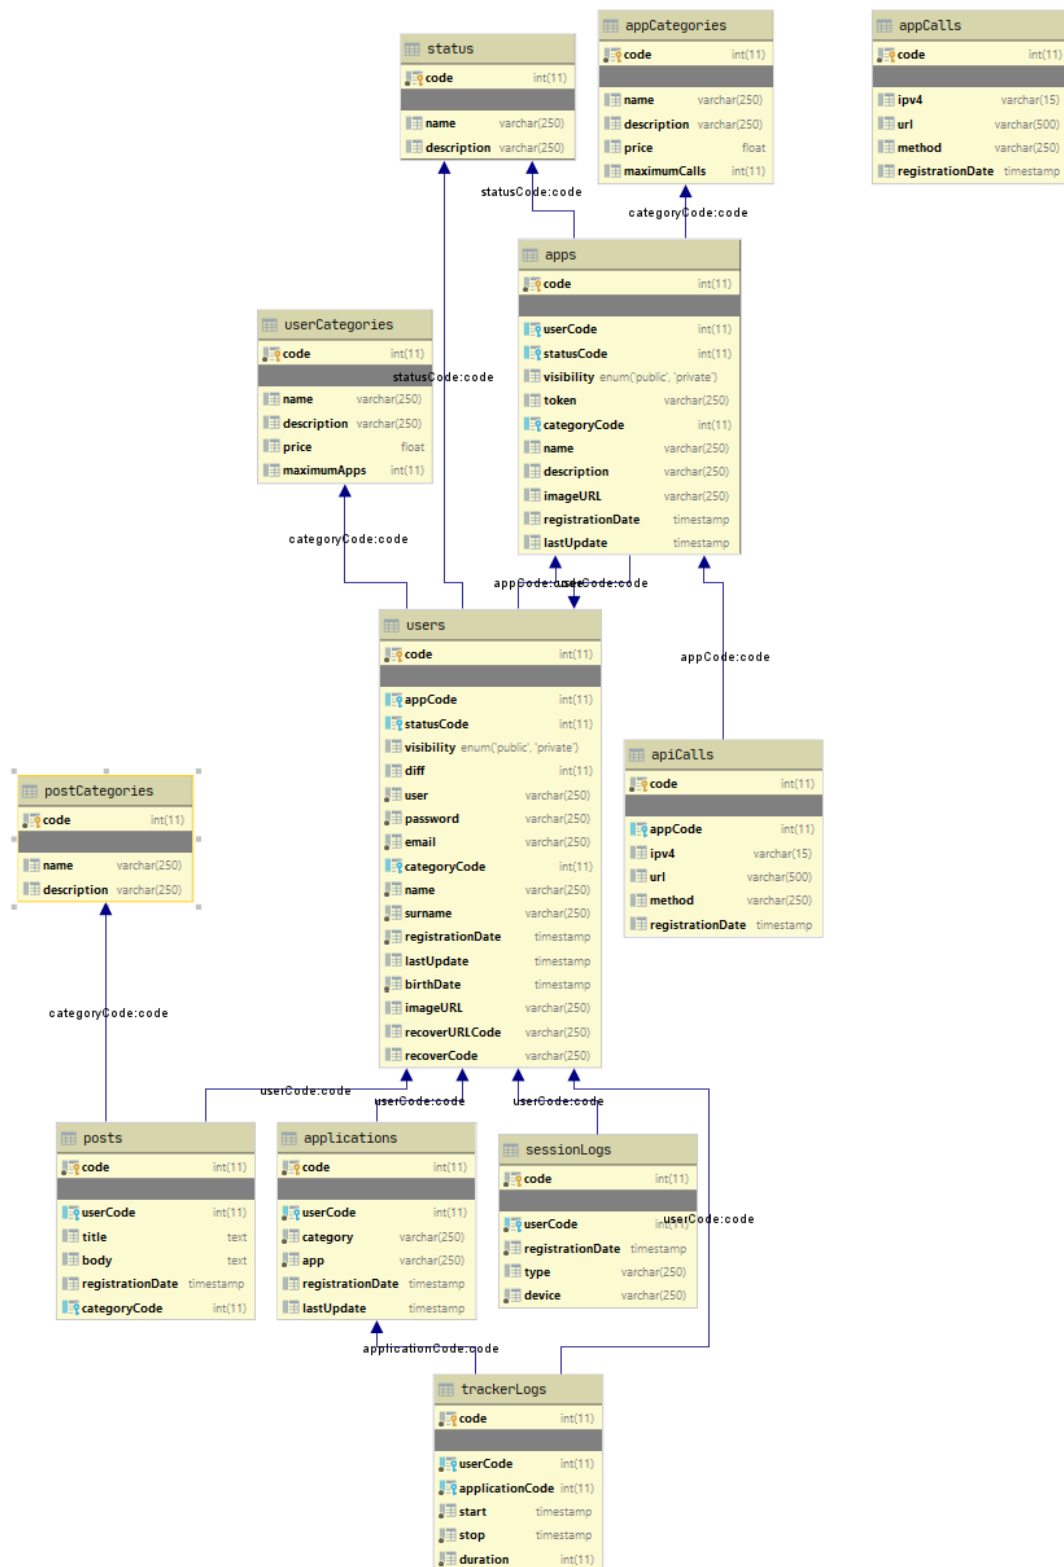 status
code int(11)
name varchar(250)
description varchar(250)
appCategories
code int(11)
name varchar(250)
description varchar(250)
price float
maximumCalls int(11)
appCalls
code int(11)
ipv4 varchar(15)
url varchar(500)
method varchar(250)
registrationDate timestamp
statusCode:code
categoryCode:code
apps
code int(11)
userCode int(11)
statusCode int(11)
visibility enum('public', 'private')
token varchar(250)
categoryCode int(11)
name varchar(250)
description varchar(250)
imageURL varchar(250)
registrationDate timestamp
lastUpdate timestamp
userCategories
code int(11)
name varchar(250)
description varchar(250)
price float
maximumApps int(11)
statusCode:code
categoryCode:code
appCode:code
userCode:code
appCode:code
users
code int(11)
appCode int(11)
statusCode int(11)
visibility enum('public', 'private')
diff int(11)
user varchar(250)
password varchar(250)
email varchar(250)
categoryCode int(11)
name varchar(250)
surname varchar(250)
registrationDate timestamp
lastUpdate timestamp
birthDate timestamp
imageURL varchar(250)
recoverURLCode varchar(250)
recoverCode varchar(250)
apiCalls
code int(11)
appCode int(11)
ipv4 varchar(15)
url varchar(500)
method varchar(250)
registrationDate timestamp
postCategories
code int(11)
name varchar(250)
description varchar(250)
categoryCode:code
userCode:code
userCode:code
userCode:code
posts
code int(11)
userCode int(11)
title text
body text
registrationDate timestamp
categoryCode int(11)
applications
code int(11)
userCode int(11)
category varchar(250)
app varchar(250)
registrationDate timestamp
lastUpdate timestamp
sessionLogs
code int(11)
userCode int(11)
registrationDate timestamp
type varchar(250)
device varchar(250)
userCode:code
applicationCode:code
trackerLogs
code int(11)
userCode int(11)
applicationCode int(11)
start timestamp
stop timestamp
duration int(11)